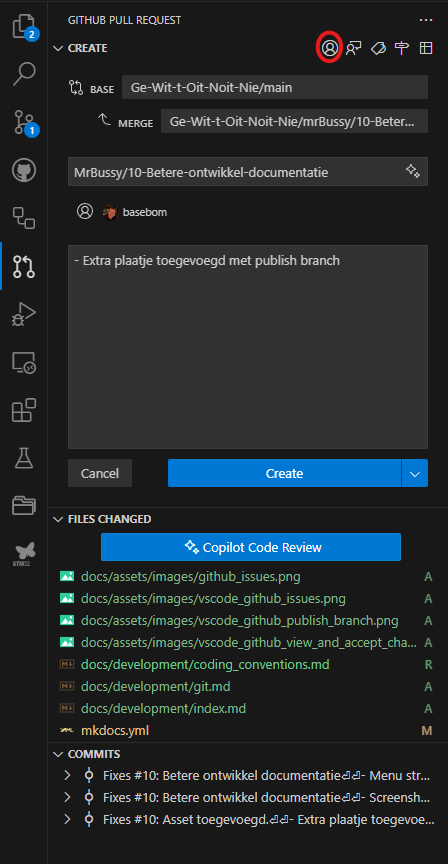 GITHUB PULL REQUEST
2
CREATE
BASE Ge-Wit-t-Oit-Noit-Nie/main
1
MERGE Ge-Wit-t-Oit-Noit-Nie/mrBussy/10-Beter...
MrBussy/10-Betere-ontwikkel-documentatie
basebom
- Extra plaatje toegevoegd met publish branch
Cancel
Create
FILES CHANGED
Copilot Code Review
STM32
docs/assets/images/github_issues.png A
docs/assets/images/vscode_github_issues.png A
docs/assets/images/vscode_github_publish_branch.png A
docs/assets/images/vscode_github_view_and_accept_cha... A
docs/development/coding_conventions.md R
docs/development/git.md A
docs/development/index.md A
mkdocs.yml M
COMMITS
Fixes #10: Betere ontwikkel documentatie⏎⏎- Menu str...
Fixes #10: Betere ontwikkel documentatie⏎⏎- Screensh...
Fixes #10: Asset toegevoegd.⏎⏎- Extra plaatje toegevoe...